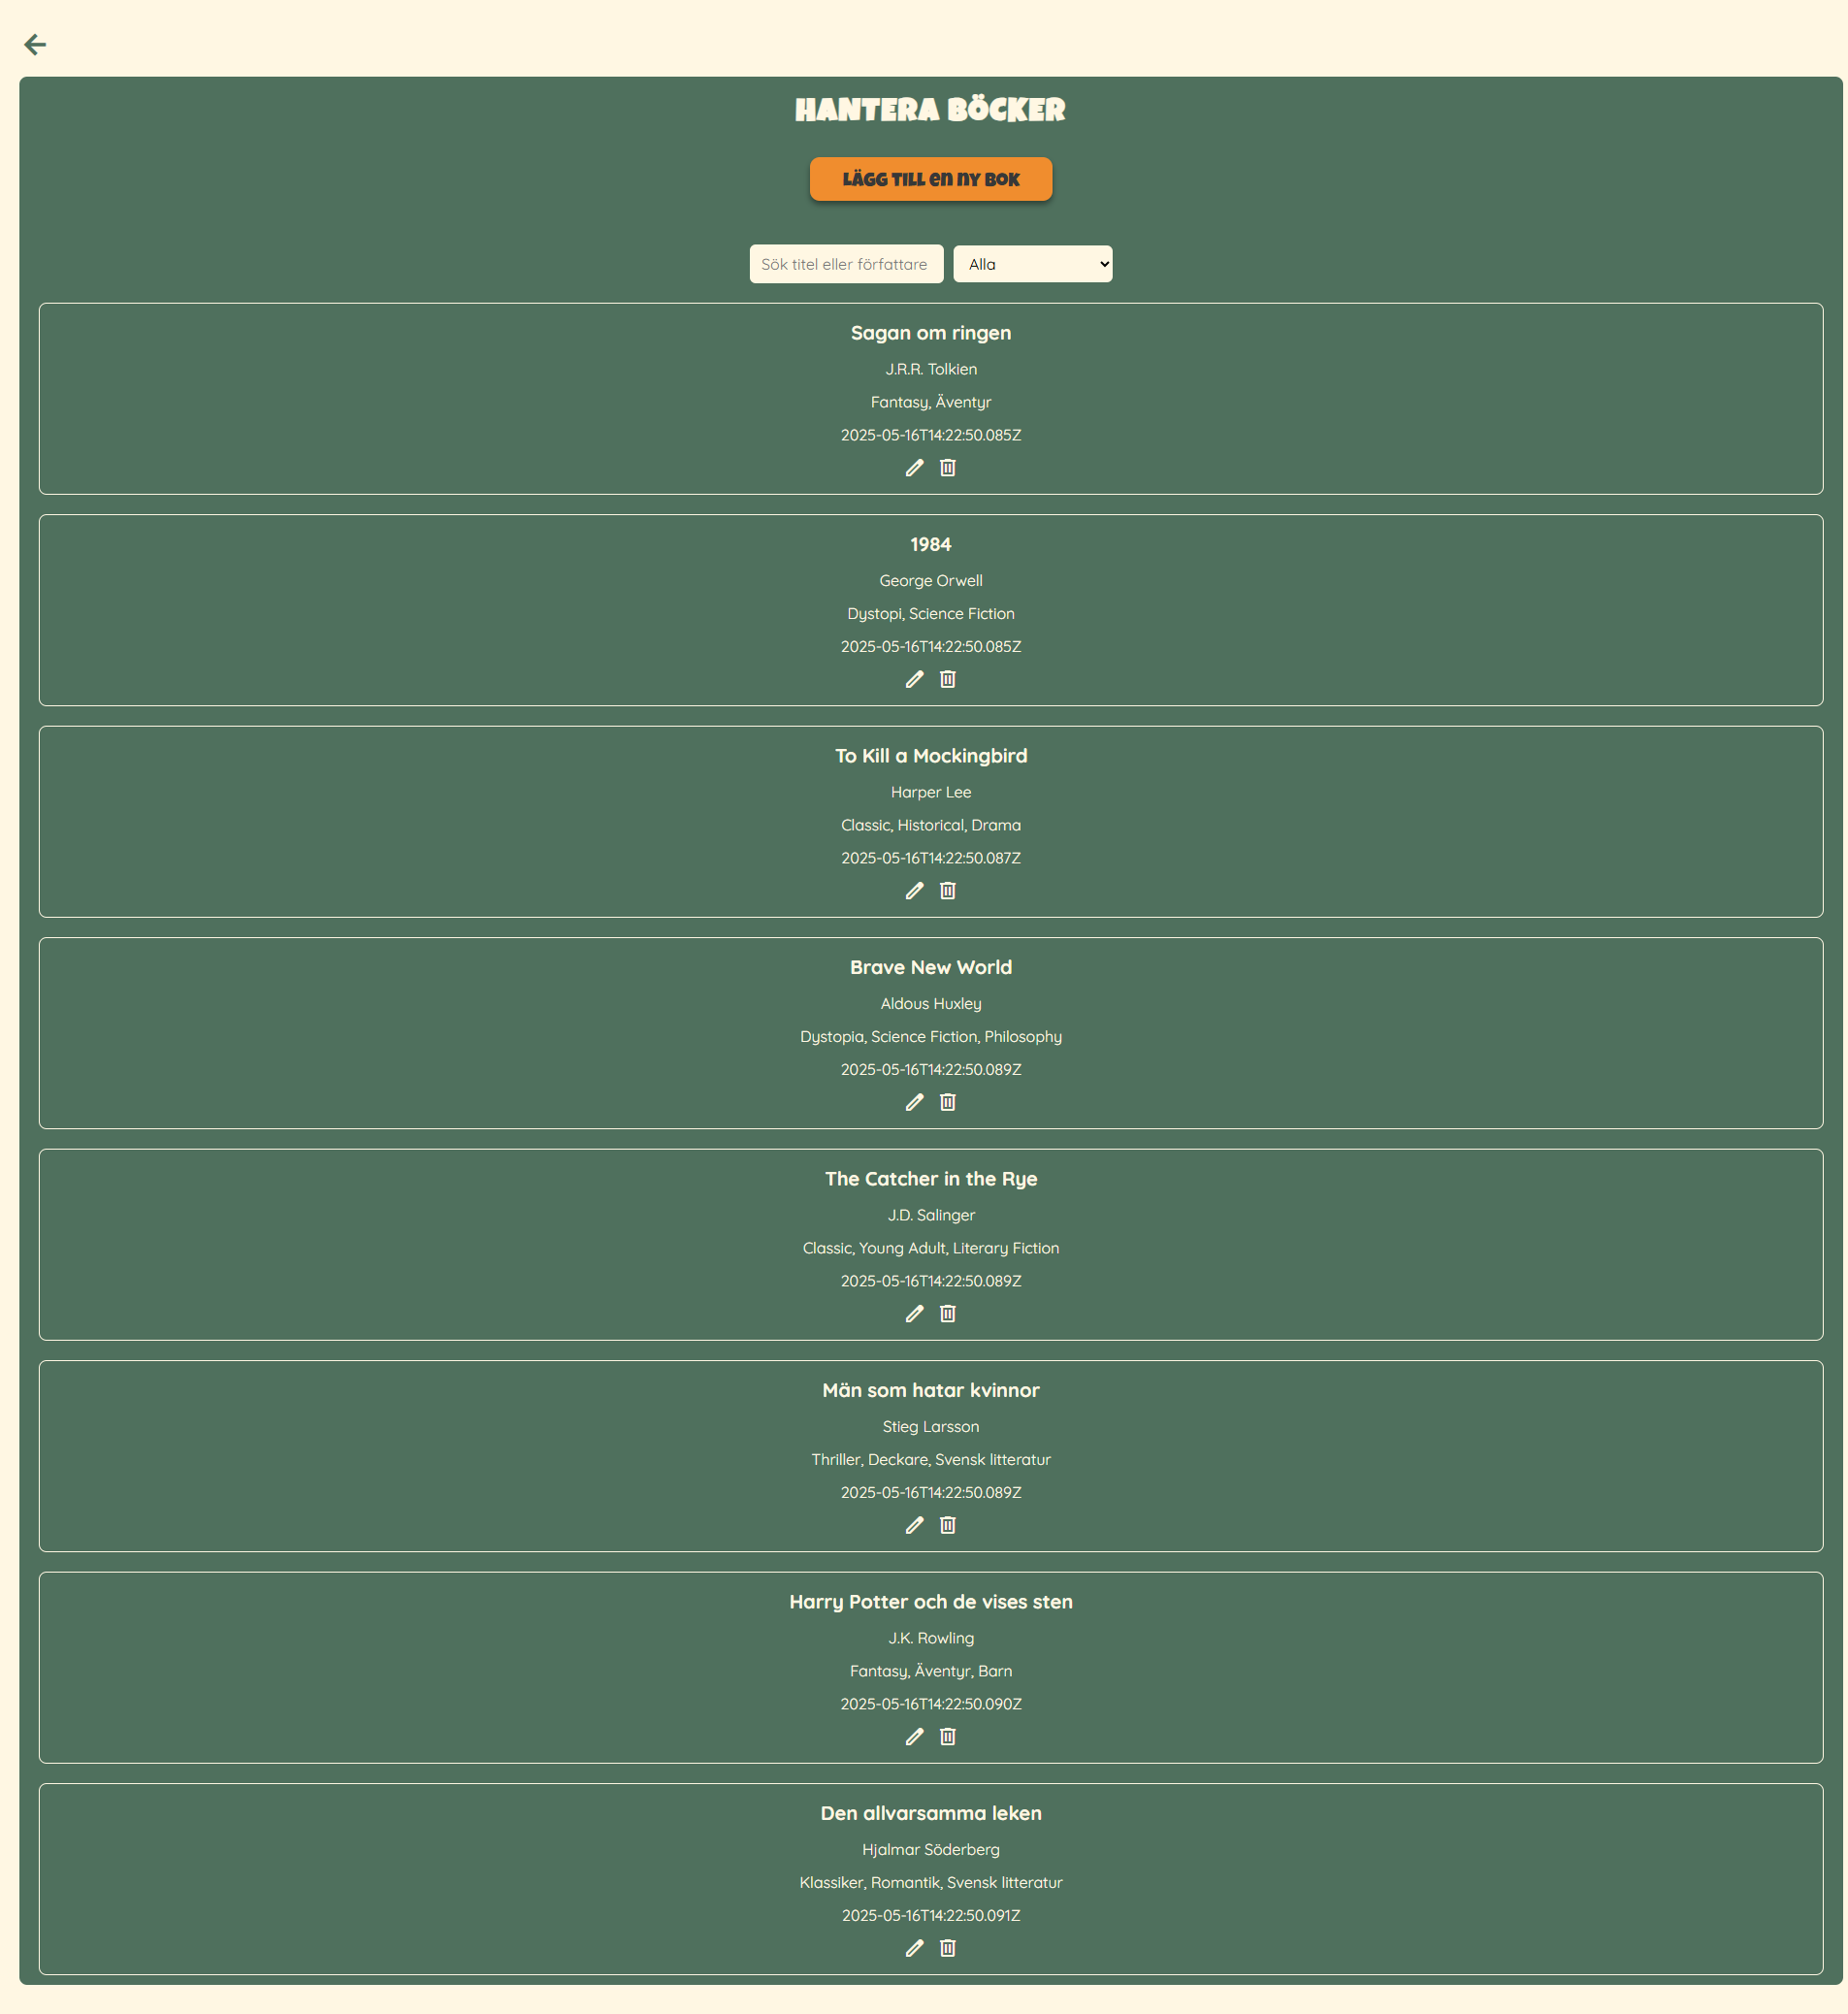 HANTERA BÖCKER
LÄGG TILL en ny BOK
Sök titel eller författare
Alla
Sagan om ringen
J.R.R. Tolkien
Fantasy, Äventyr
2025-05-16T14:22:50.085Z
1984
George Orwell
Dystopi, Science Fiction
2025-05-16T14:22:50.085Z
To Kill a Mockingbird
Harper Lee
Classic, Historical, Drama
2025-05-16T14:22:50.087Z
Brave New World
Aldous Huxley
Dystopia, Science Fiction, Philosophy
2025-05-16T14:22:50.089Z
The Catcher in the Rye
J.D. Salinger
Classic, Young Adult, Literary Fiction
2025-05-16T14:22:50.089Z
Män som hatar kvinnor
Stieg Larsson
Thriller, Deckare, Svensk litteratur
2025-05-16T14:22:50.089Z
Harry Potter och de vises sten
J.K. Rowling
Fantasy, Äventyr, Barn
2025-05-16T14:22:50.090Z
Den allvarsamma leken
Hjalmar Söderberg
Klassiker, Romantik, Svensk litteratur
2025-05-16T14:22:50.091Z